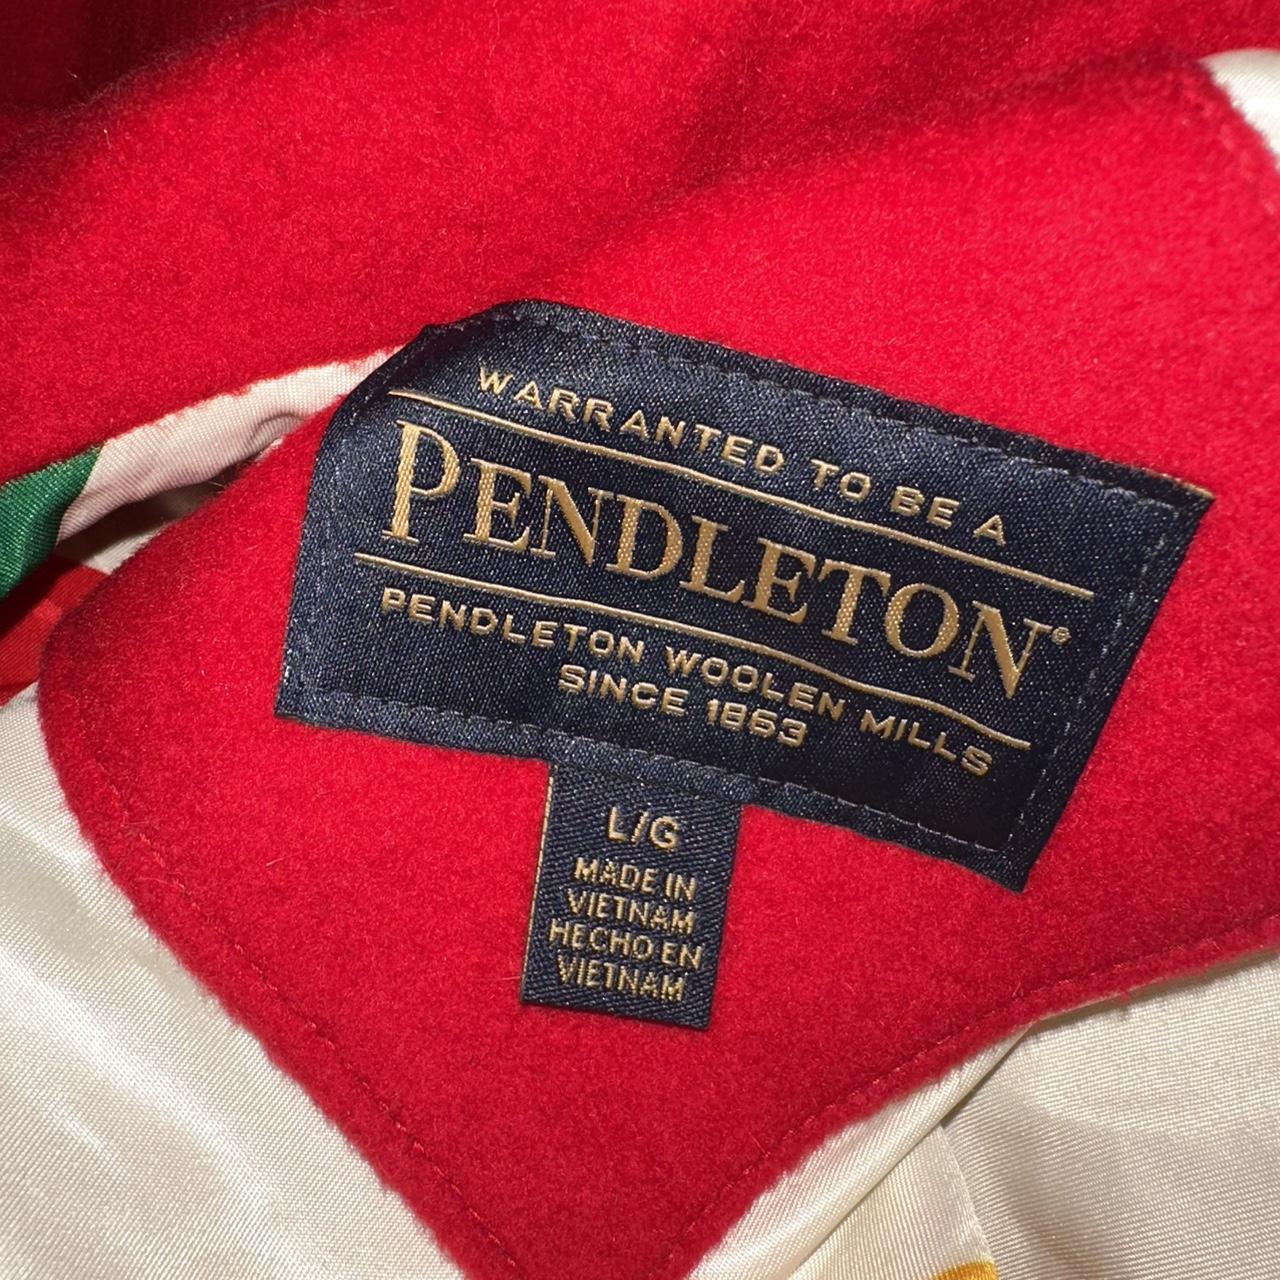 WARRANTED TO BE A
PENDLETON®
PENDLETON WOOLEN MILLS
SINCE 1863
L/G
MADE IN
VIETNAM
HECHO EN
VIETNAM